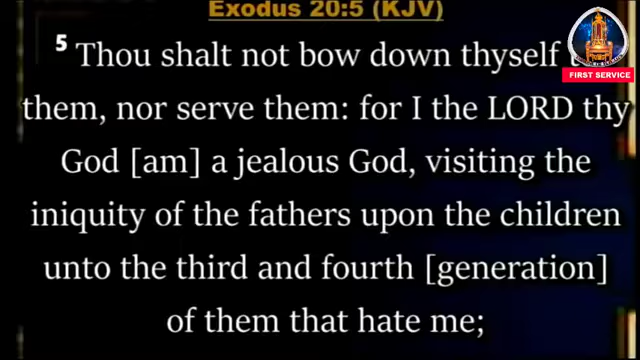 Exodus 20:5 (KJV)
5 Thou shalt not bow down thyself
them, nor serve them: for I the LORD thy
God [am] a jealous God, visiting the
iniquity of the fathers upon the children
unto the third and fourth [generation]
of them that hate me;
FIRST SERVICE